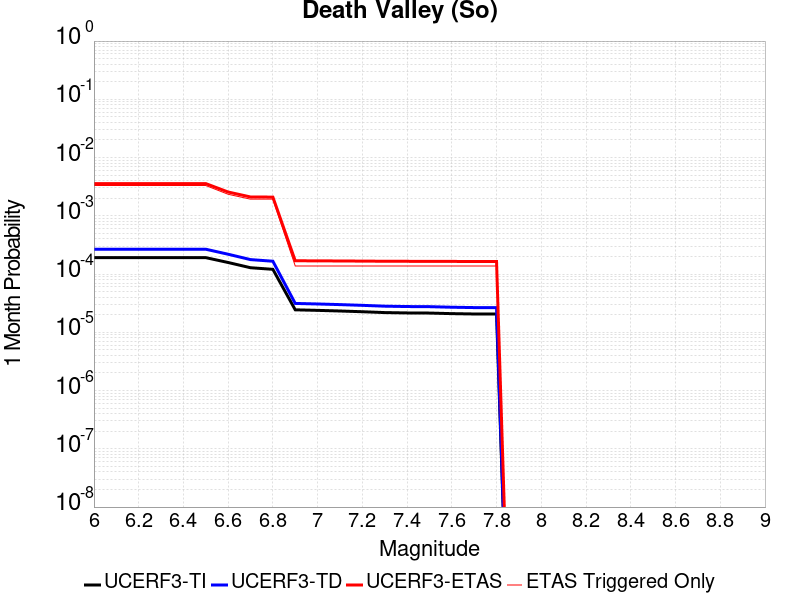 Death Valley (So)
10^0
10^-1
10^-2
10^-3
10^-4
10^-5
10^-6
10^-7
10^-8
1 Month Probability
6 6.2 6.4 6.6 6.8 7 7.2 7.4 7.6 7.8 8 8.2 8.4 8.6 8.8 9
Magnitude
UCERF3-TI UCERF3-TD UCERF3-ETAS ETAS Triggered Only